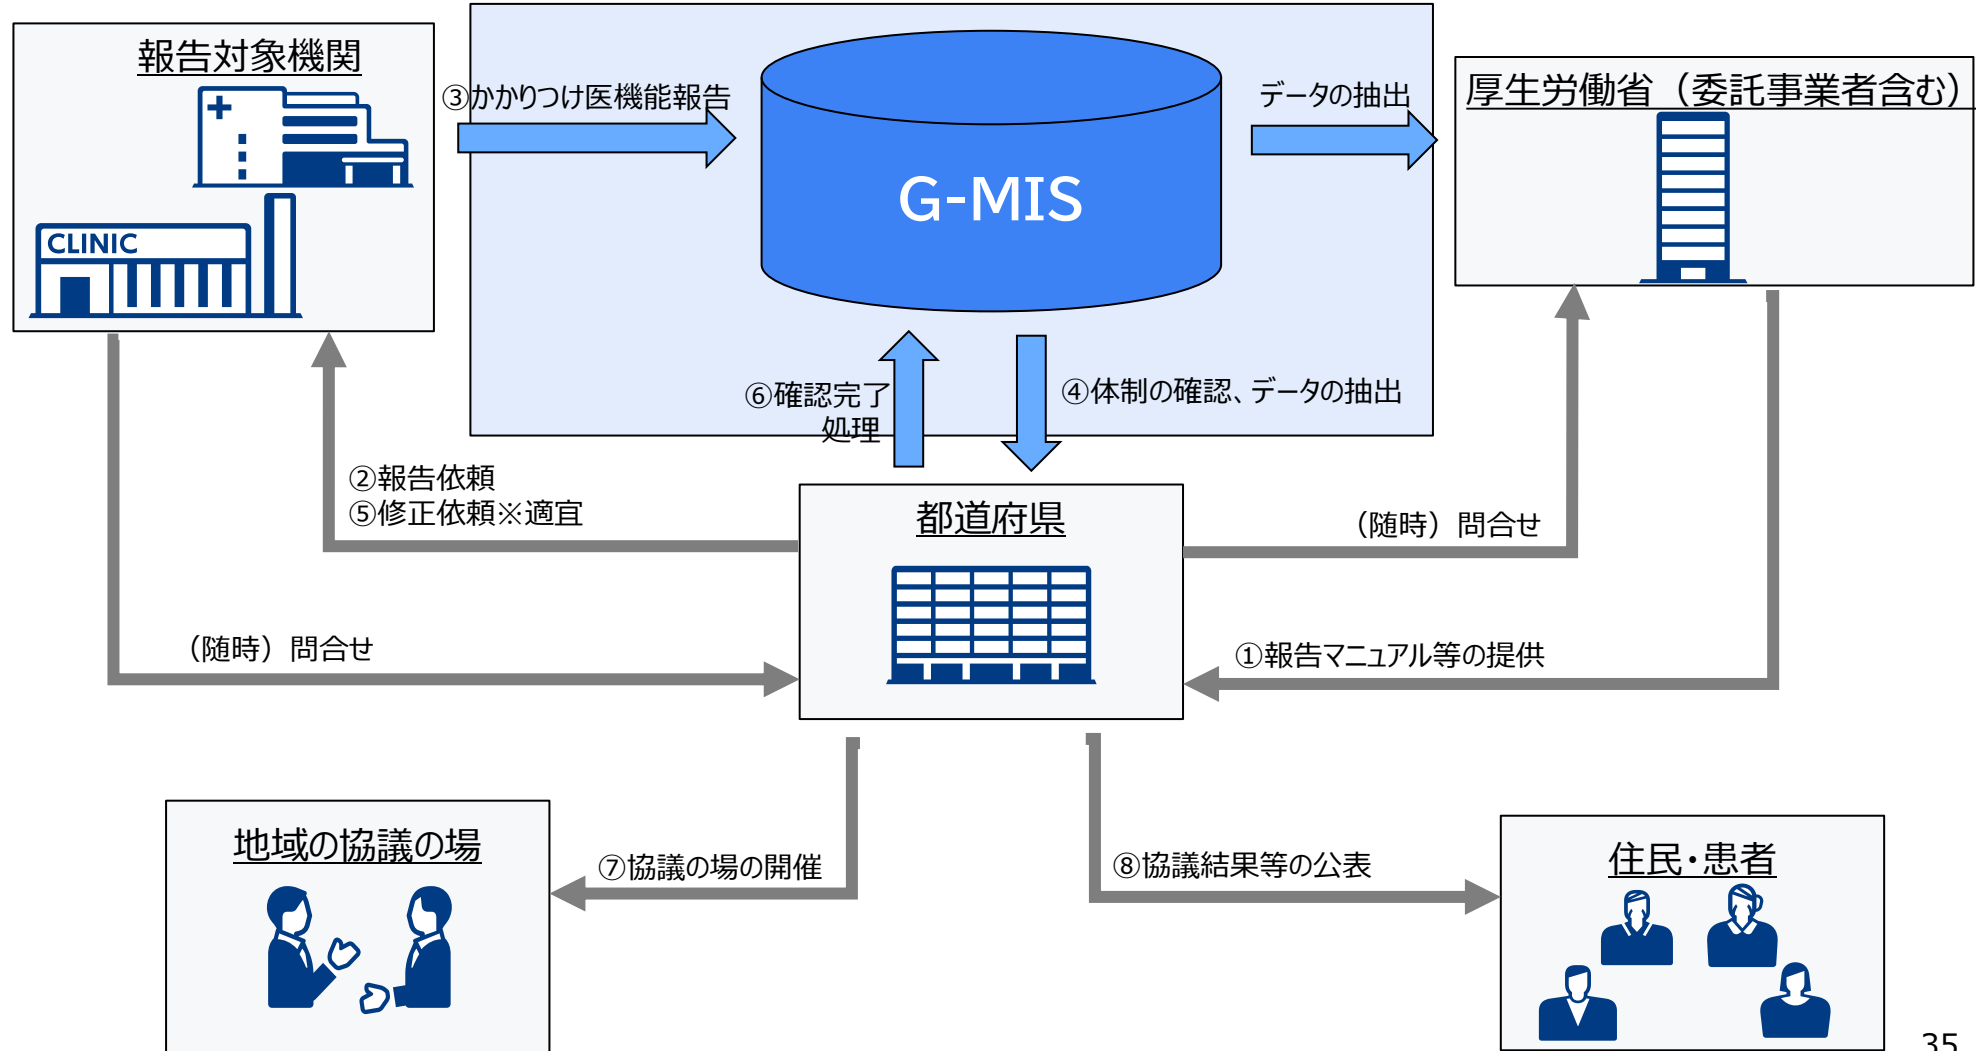 報告対象機関
CLINIC
③かかりつけ医機能報告
G-MIS
データの抽出
厚生労働省（委託事業者含む）
⑥確認完了
処理
④体制の確認、データの抽出
②報告依頼
⑤修正依頼※適宜
都道府県
（随時）問合せ
（随時）問合せ
①報告マニュアル等の提供
地域の協議の場
⑦協議の場の開催
⑧協議結果等の公表
住民・患者
35